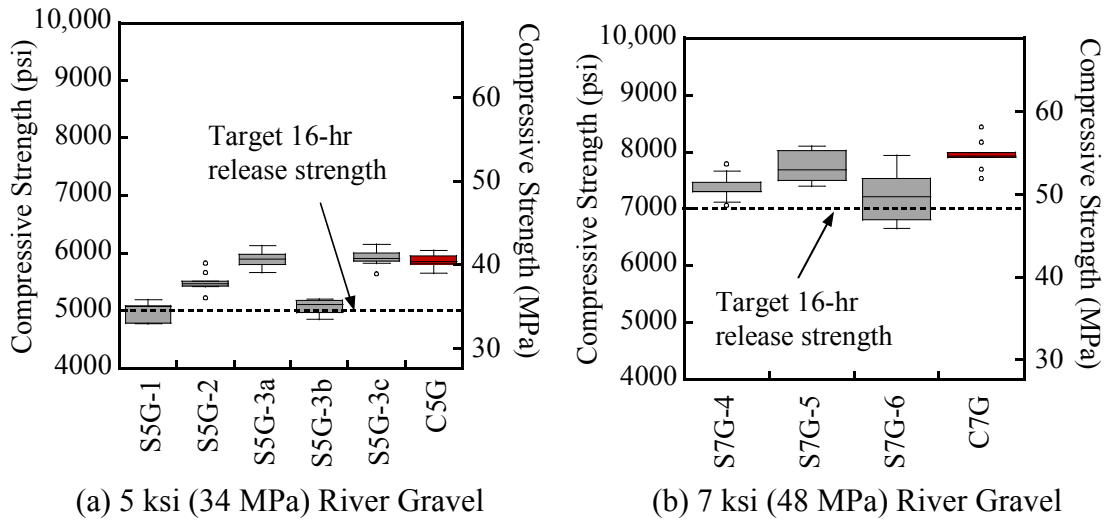 10,000
9000
8000
7000
6000
5000
4000
Compressive Strength (psi)
Target 16-hr
release strength
60
50
40
30
Compressive Strength (MPa)
S5G-1
S5G-2
S5G-3a
S5G-3b
S5G-3c
C5G
(a) 5 ksi (34 MPa) River Gravel
10,000
9000
8000
7000
6000
5000
4000
Compressive Strength (psi)
Target 16-hr
release strength
60
50
40
30
Compressive Strength (MPa)
S7G-4
S7G-5
S7G-6
C7G
(b) 7 ksi (48 MPa) River Gravel